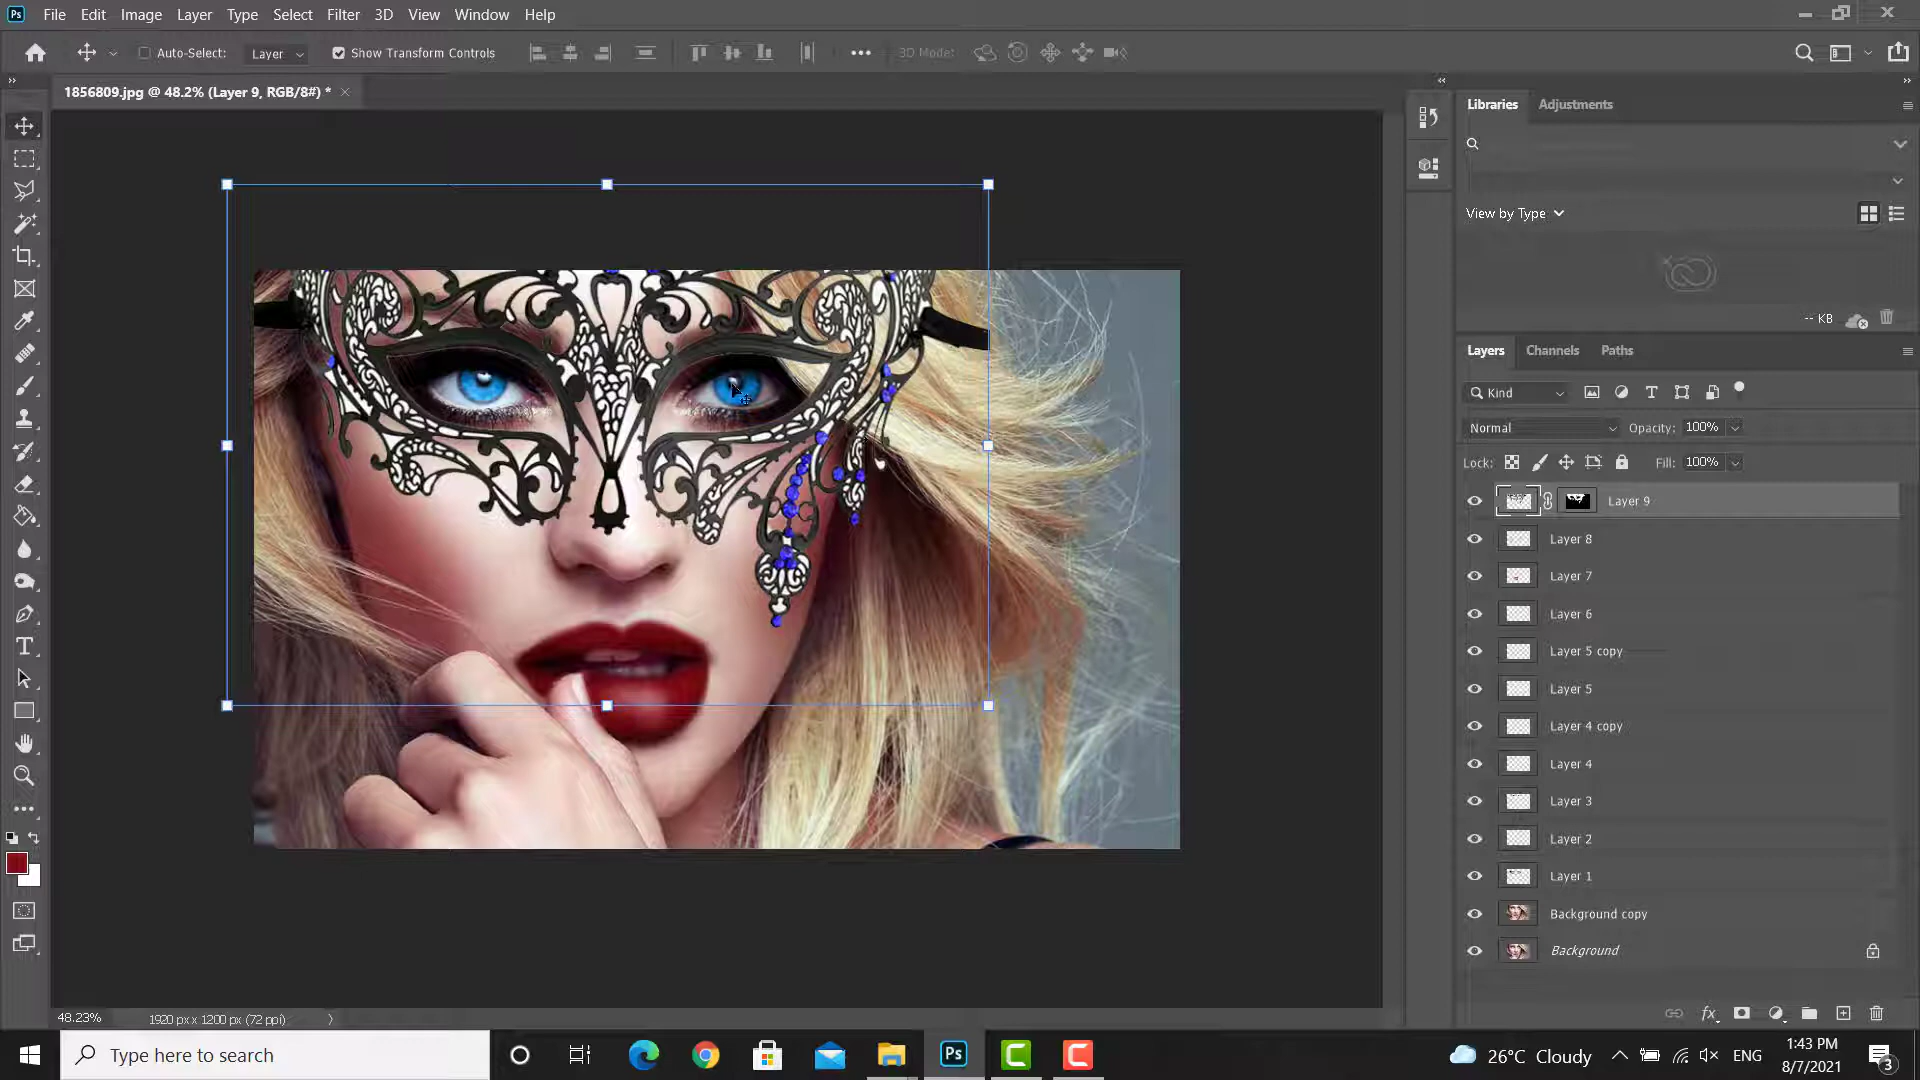 Ps File Edit Image Layer Type Select Filter 3D View Window Help
Auto-Select: Layer Show Transform Controls 3D Mode:
1856809.jpg @ 48.2% (Layer 9, RGB/8#) *
Libraries Adjustments
View by Type
-- KB
Layers Channels Paths
Kind
Normal Opacity: 100%
Lock: Fill: 100%
Layer 9
Layer 8
Layer 7
Layer 6
Layer 5 copy
Layer 5
Layer 4 copy
Layer 4
Layer 3
Layer 2
Layer 1
Background copy
Background
48.23% 1920 px x 1200 px (72 ppi)
Type here to search
Ps
26°C Cloudy
ENG
1:43 PM
8/7/2021
3